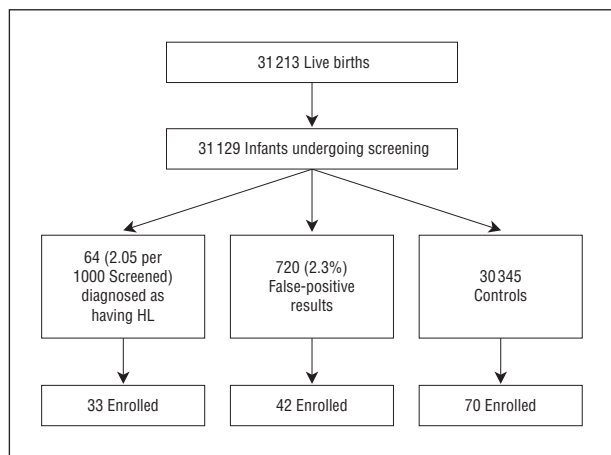 31 213 Live births
31 129 Infants undergoing screening
64 (2.05 per
1000 Screened)
diagnosed as
having HL
720 (2.3%)
False-positive
results
30 345
Controls
33 Enrolled
42 Enrolled
70 Enrolled